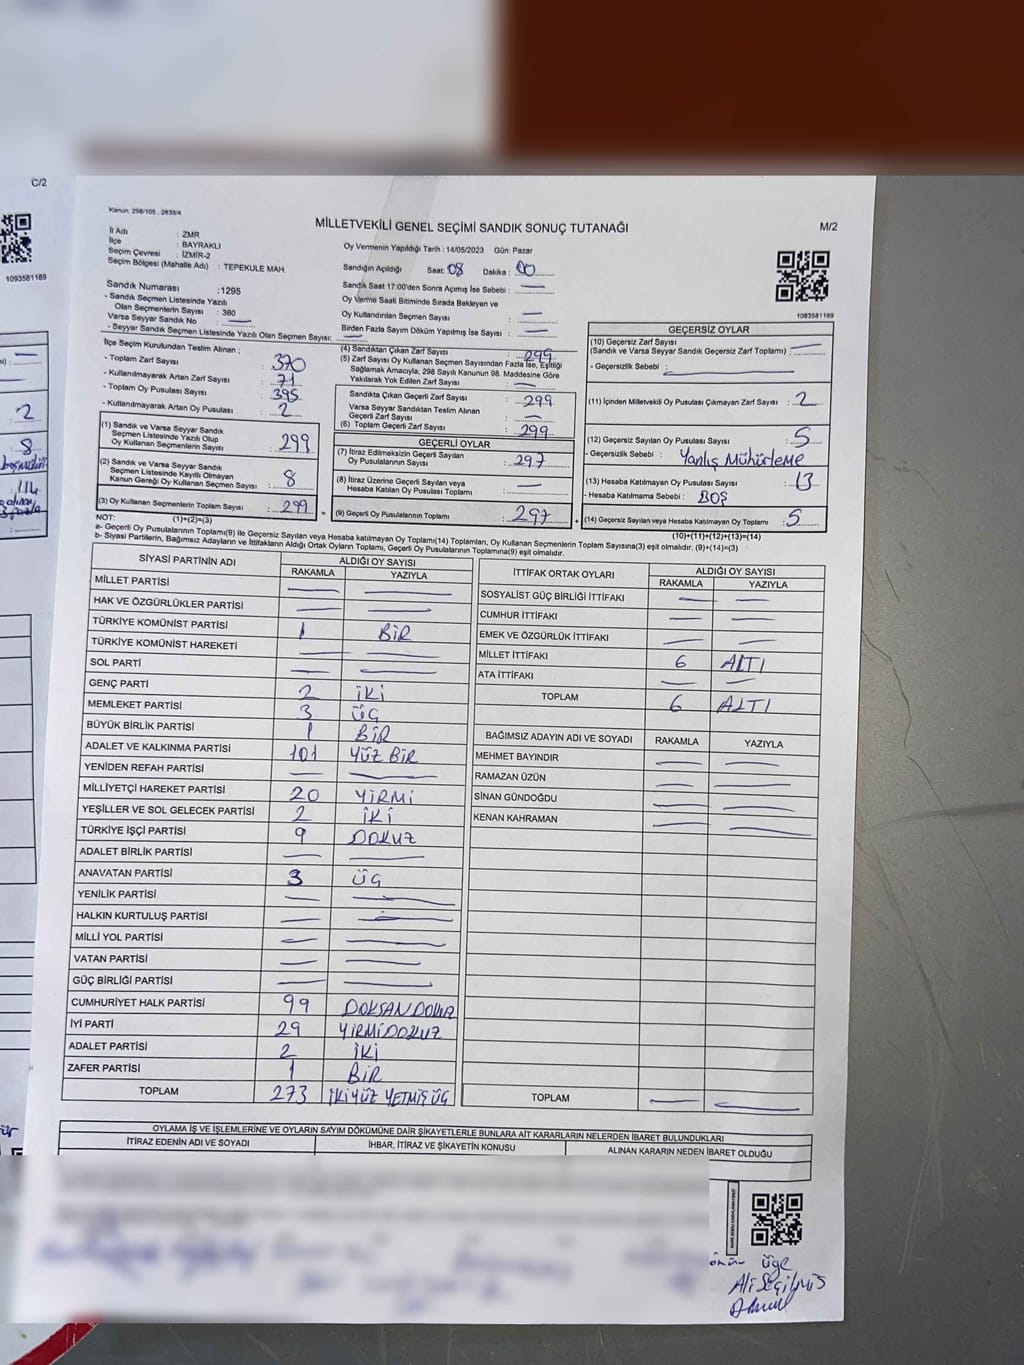 C/2
Kanun: 298/105 , 2839/4
MİLLETVEKİLİ GENEL SEÇİMİ SANDIK SONUÇ TUTANAĞI
M/2
İl Adı : ZMR
İlçe : BAYRAKLI
Seçim Çevresi : İZMİR-2
Seçim Bölgesi (Mahalle Adı) : TEPEKULE MAH.
Oy Vermenin Yapıldığı Tarih : 14/05/2023 Gün: Pazar
Sandığın Açıldığı Saat: 08 Dakika : 00
Sandık Saat 17:00'den Sonra Açımış İse Sebebi : —
Oy Verme Saati Bitiminde Sırada Bekleyen ve
Oy Kullandırılan Seçmen Sayısı : —
Birden Fazla Sayım Döküm Yapılmış İse Sayısı : —
1093581169
1083581169
Sandık Numarası : 1295
- Sandık Seçmen Listesinde Yazılı
Olan Seçmenlerin Sayısı : 360
Varsa Seyyar Sandık No : —
- Seyyar Sandık Seçmen Listesinde Yazılı Olan Seçmen Sayısı: —
İlçe Seçim Kurulundan Teslim Alınan :
- Toplam Zarf Sayısı : 370
- Kullanılmayarak Artan Zarf Sayısı : 71
- Toplam Oy Pusulası Sayısı : 395
- Kullanılmayarak Artan Oy Pusulası : 2
(1) Sandık ve Varsa Seyyar Sandık
Seçmen Listesinde Yazılı Olup
Oy Kullanan Seçmenlerin Sayısı : 299
(2) Sandık ve Varsa Seyyar Sandık
Seçmen Listesinde Kayıtlı Olmayan
Kanun Gereği Oy Kullanan Seçmen Sayısı : 8
(3) Oy Kullanan Seçmenlerin Toplam Sayısı : 299
(1)+(2)=(3)
(4) Sandıktan Çıkan Zarf Sayısı : 299
(5) Zarf Sayısı Oy Kullanan Seçmen Sayısından Fazla İse, Eşitliği
Sağlamak Amacıyla, 298 Sayılı Kanunun 98. Maddesine Göre
Yakılarak Yok Edilen Zarf Sayısı : —
Sandıkta Çıkan Geçerli Zarf Sayısı : 299
Varsa Seyyar Sandıktan Teslim Alınan
Geçerli Zarf Sayısı : —
(6) Toplam Geçerli Zarf Sayısı : 299
GEÇERLİ OYLAR
(7) İtiraz Edilmeksizin Geçerli Sayılan
Oy Pusulasının Sayısı : 297
(8) İtiraz Üzerine Geçerli Sayılan veya
Hesaba Katılan Oy Pusulası Toplamı : —
= (9) Geçerli Oy Pusulalarının Toplamı : 297
GEÇERSİZ OYLAR
(10) Geçersiz Zarf Sayısı
(Sandık ve Varsa Seyyar Sandık Geçersiz Zarf Toplamı) : —
- Geçersizlik Sebebi : —
(11) İçinden Milletvekili Oy Pusulası Çıkmayan Zarf Sayısı : 2
(12) Geçersiz Sayılan Oy Pusulası Sayısı : 5
- Geçersizlik Sebebi : Yanlış Mühürleme
(13) Hesaba Katılmayan Oy Pusulası Sayısı : 13
- Hesaba Katılmama Sebebi : BOŞ
+ (14) Geçersiz Sayılan veya Hesaba Katılmayan Oy Toplamı : 5
(10)+(11)+(12)+(13)=(14)
NOT:
a- Geçerli Oy Pusulalarının Toplamı(9) ile Geçersiz Sayılan veya Hesaba katılmayan Oy Toplamı(14) Toplamları, Oy Kullanan Seçmenlerin Toplam Sayısına(3) eşit olmalıdır. (9)+(14)=(3)
b- Siyasi Partilerin, Bağımsız Adayların ve İttifakların Aldığı Ortak Oyların Toplamı, Geçerli Oy Pusulalarının Toplamına(9) eşit olmalıdır.
SİYASİ PARTİNİN ADI ALDIĞI OY SAYISI
RAKAMLA YAZIYLA
MİLLET PARTİSİ — —
HAK VE ÖZGÜRLÜKLER PARTİSİ — —
TÜRKİYE KOMÜNİST PARTİSİ 1 BİR
TÜRKİYE KOMÜNİST HAREKETİ — —
SOL PARTİ — —
GENÇ PARTİ 2 İKİ
MEMLEKET PARTİSİ 3 ÜÇ
BÜYÜK BİRLİK PARTİSİ 1 BİR
ADALET VE KALKINMA PARTİSİ 101 YÜZ BİR
YENİDEN REFAH PARTİSİ — —
MİLLİYETÇİ HAREKET PARTİSİ 20 YİRMİ
YEŞİLLER VE SOL GELECEK PARTİSİ 2 İKİ
TÜRKİYE İŞÇİ PARTİSİ 9 DOKUZ
ADALET BİRLİK PARTİSİ — —
ANAVATAN PARTİSİ 3 ÜÇ
YENİLİK PARTİSİ — —
HALKIN KURTULUŞ PARTİSİ — —
MİLLİ YOL PARTİSİ — —
VATAN PARTİSİ — —
GÜÇ BİRLİĞİ PARTİSİ — —
CUMHURİYET HALK PARTİSİ 99 DOKSAN DOKUZ
İYİ PARTİ 29 YİRMİDOKUZ
ADALET PARTİSİ 2 İKİ
ZAFER PARTİSİ 1 BİR
TOPLAM 273 İKİYÜZ YETMİŞ ÜÇ
İTTİFAK ORTAK OYLARI ALDIĞI OY SAYISI
RAKAMLA YAZIYLA
SOSYALİST GÜÇ BİRLİĞİ İTTİFAKI — —
CUMHUR İTTİFAKI — —
EMEK VE ÖZGÜRLÜK İTTİFAKI — —
MİLLET İTTİFAKI 6 ALTI
ATA İTTİFAKI — —
TOPLAM 6 ALTI
BAĞIMSIZ ADAYIN ADI VE SOYADI RAKAMLA YAZIYLA
MEHMET BAYINDIR — —
RAMAZAN ÜZÜN — —
SİNAN GÜNDOĞDU — —
KENAN KAHRAMAN — —
TOPLAM — —
OYLAMA İŞ VE İŞLEMLERİNE VE OYLARIN SAYIM DÖKÜMÜNE DAİR ŞİKAYETLERLE BUNLARA AİT KARARLARIN NELERDEN İBARET BULUNDUKLARI
İTİRAZ EDENİN ADI VE SOYADI İHBAR, İTİRAZ VE ŞİKAYETİN KONUSU ALINAN KARARIN NEDEN İBARET OLDUĞU
2
8
114
üye
Ali Seçilmiş